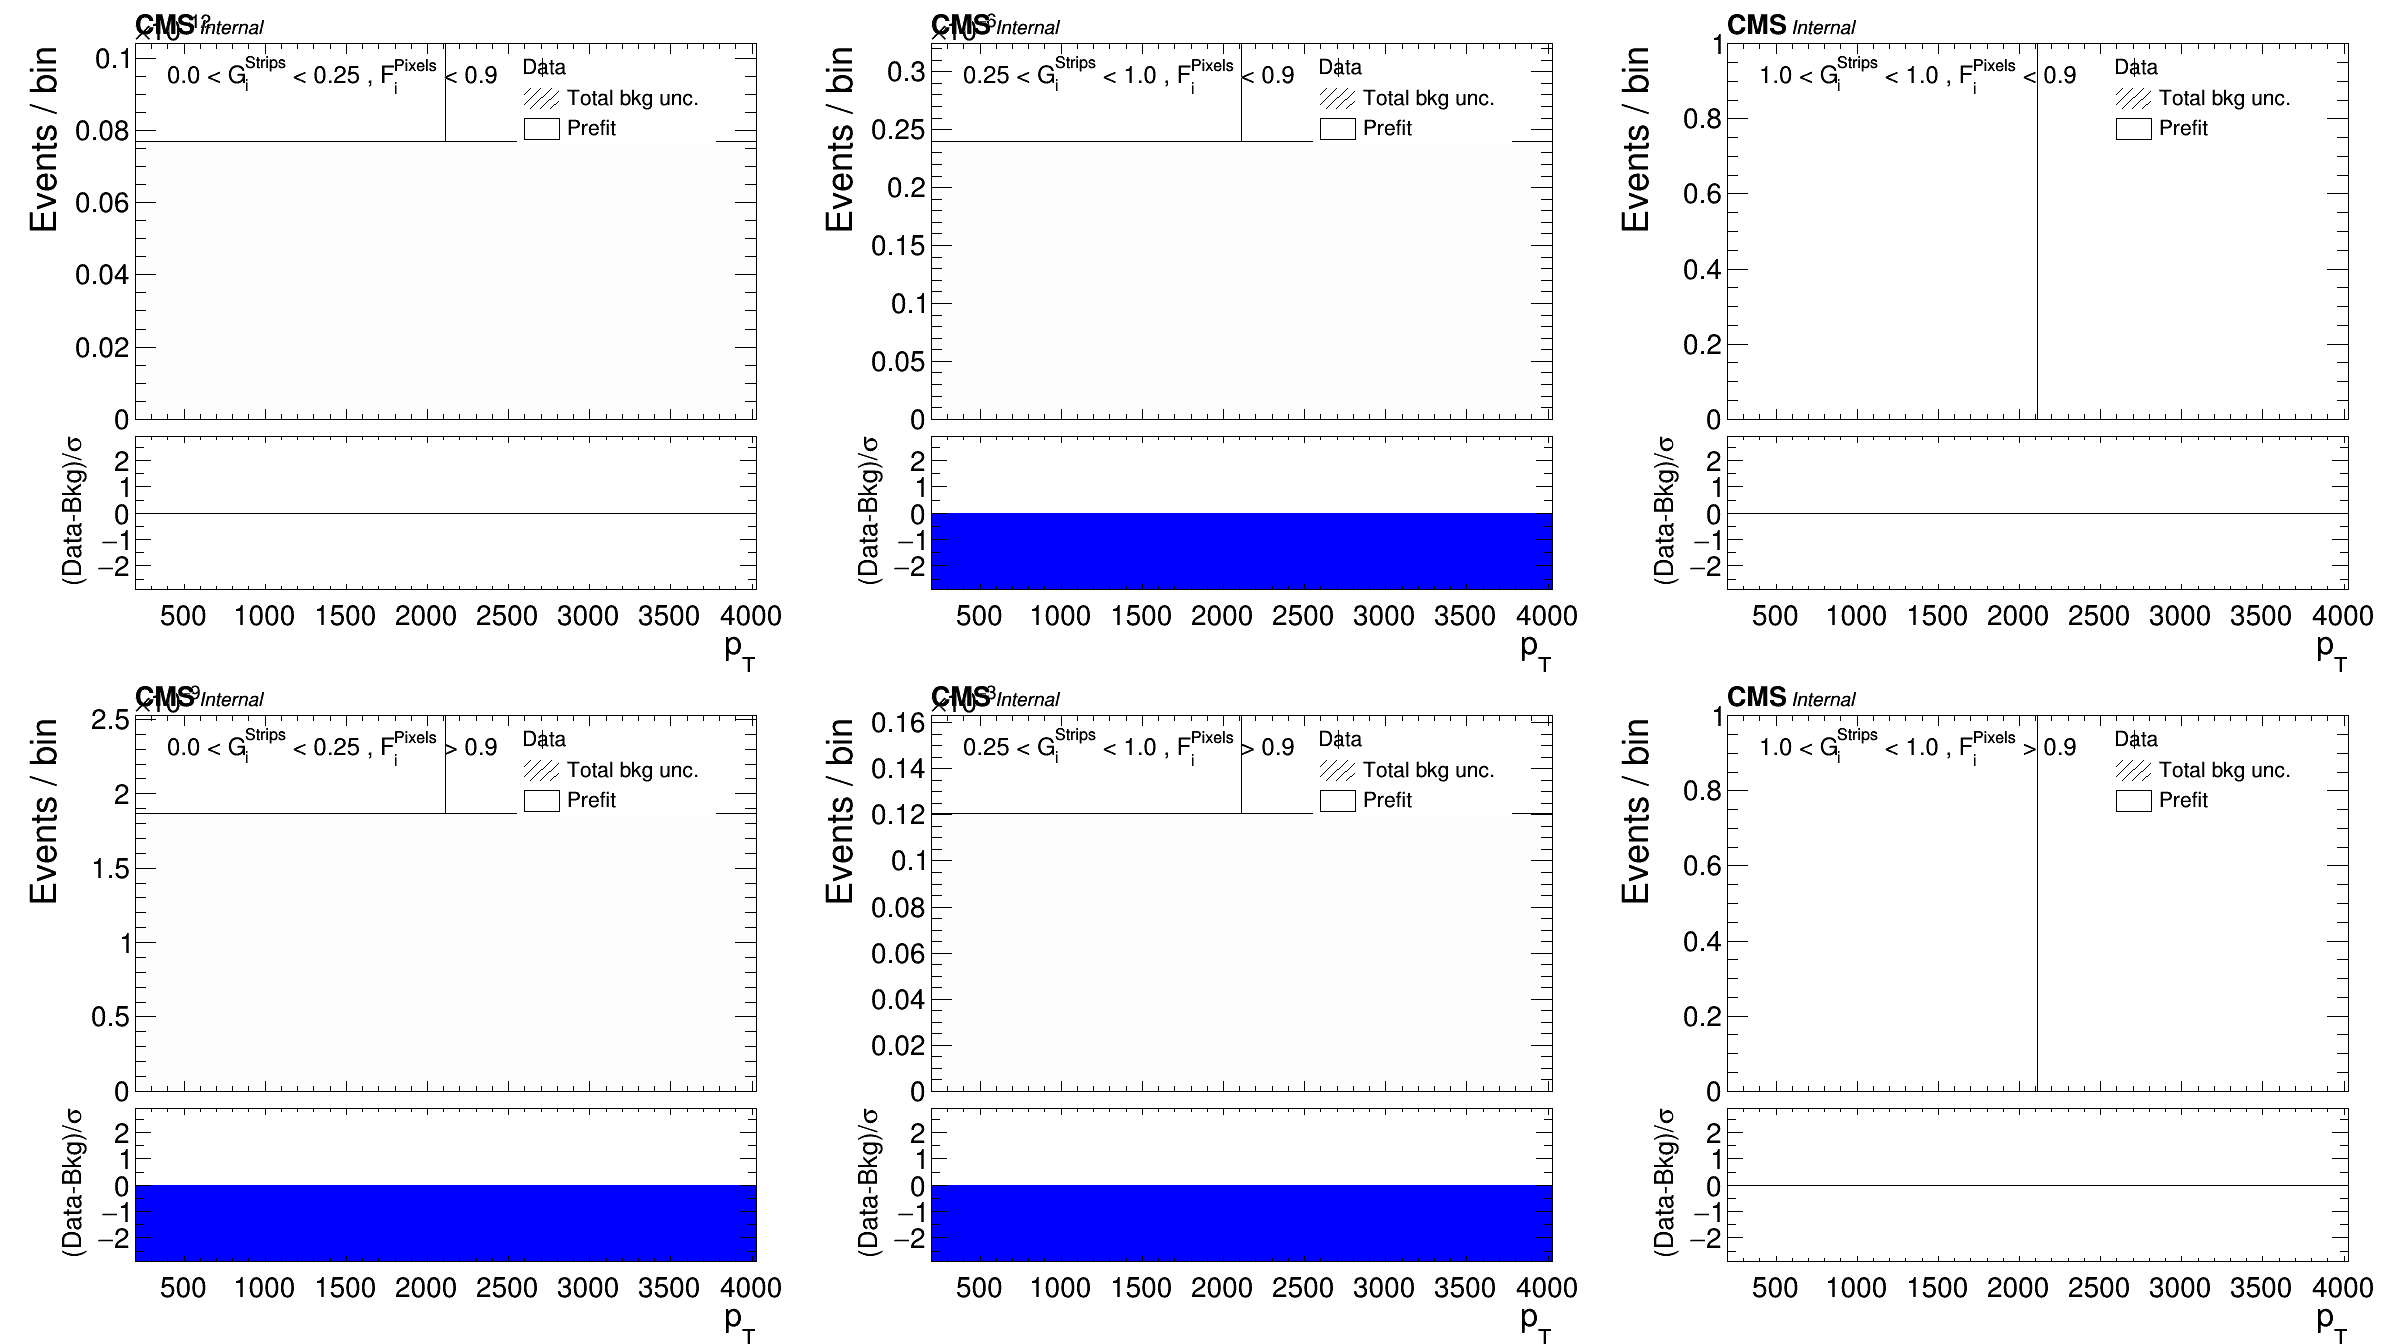 CMS Internal
0.0 < G_i^Strips < 0.25 , F_i^Pixels < 0.9
Data
Total bkg unc.
Prefit
Events / bin
0.1
0.08
0.06
0.04
0.02
0
(Data-Bkg)/σ
2
1
0
−1
−2
500 1000 1500 2000 2500 3000 3500 4000
p_T
CMS Internal
0.25 < G_i^Strips < 1.0 , F_i^Pixels < 0.9
Data
Total bkg unc.
Prefit
Events / bin
0.3
0.25
0.2
0.15
0.1
0.05
0
(Data-Bkg)/σ
2
1
0
−1
−2
500 1000 1500 2000 2500 3000 3500 4000
p_T
CMS Internal
1.0 < G_i^Strips < 1.0 , F_i^Pixels < 0.9
Data
Total bkg unc.
Prefit
Events / bin
1
0.8
0.6
0.4
0.2
0
(Data-Bkg)/σ
2
1
0
−1
−2
500 1000 1500 2000 2500 3000 3500 4000
p_T
CMS Internal
0.0 < G_i^Strips < 0.25 , F_i^Pixels > 0.9
Data
Total bkg unc.
Prefit
Events / bin
2.5
2
1.5
1
0.5
0
(Data-Bkg)/σ
2
1
0
−1
−2
500 1000 1500 2000 2500 3000 3500 4000
p_T
CMS Internal
0.25 < G_i^Strips < 1.0 , F_i^Pixels > 0.9
Data
Total bkg unc.
Prefit
Events / bin
0.16
0.14
0.12
0.1
0.08
0.06
0.04
0.02
0
(Data-Bkg)/σ
2
1
0
−1
−2
500 1000 1500 2000 2500 3000 3500 4000
p_T
CMS Internal
1.0 < G_i^Strips < 1.0 , F_i^Pixels > 0.9
Data
Total bkg unc.
Prefit
Events / bin
1
0.8
0.6
0.4
0.2
0
(Data-Bkg)/σ
2
1
0
−1
−2
500 1000 1500 2000 2500 3000 3500 4000
p_T